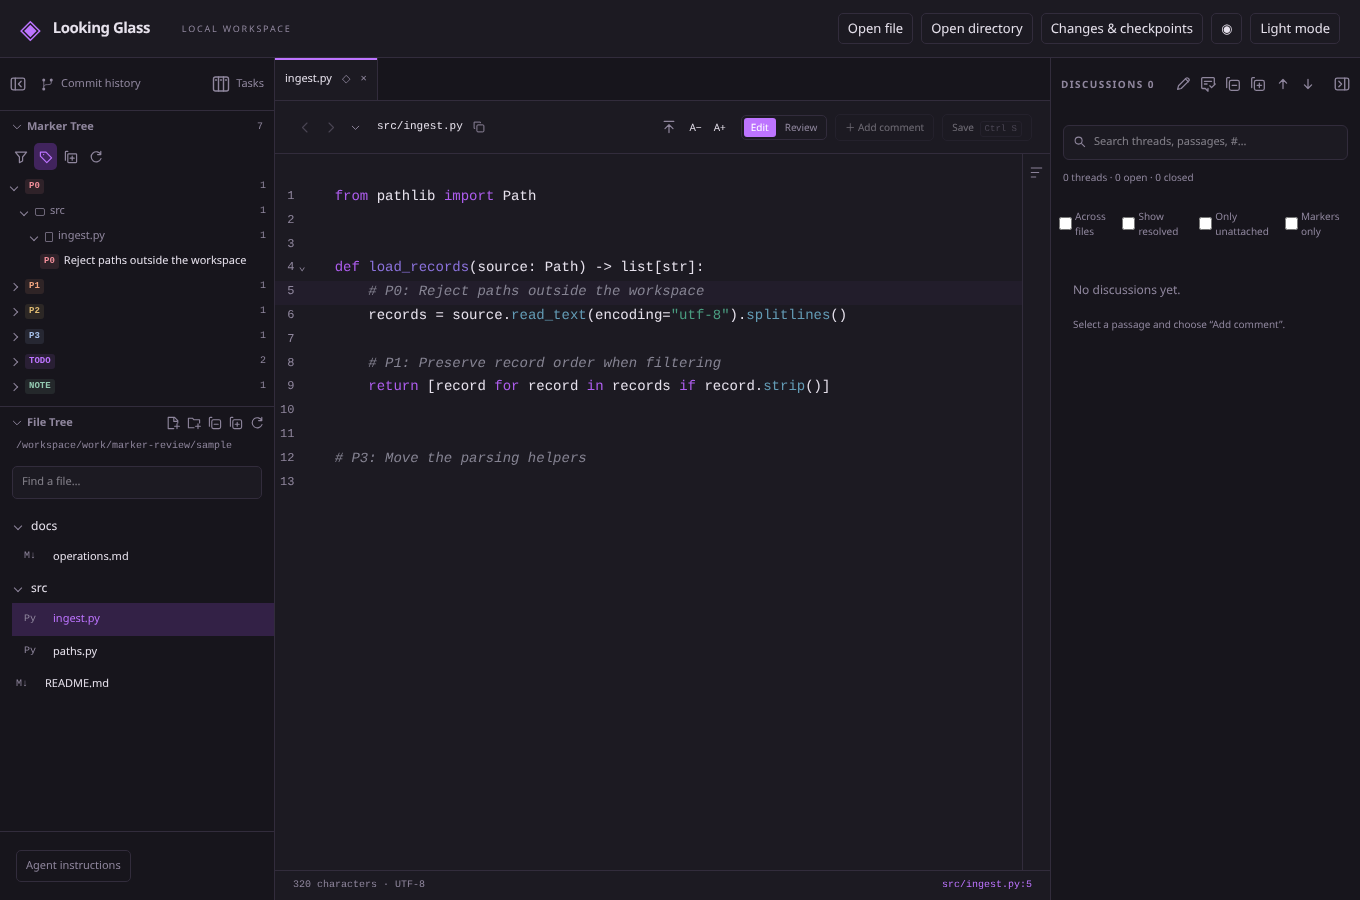 Looking Glass
LOCAL WORKSPACE
Open file
Open directory
Changes & checkpoints
Light mode
Commit history
Tasks
Marker Tree 7
P0 1
src 1
ingest.py 1
P0 Reject paths outside the workspace
P1 1
P2 1
P3 1
TODO 2
NOTE 1
File Tree
/workspace/work/marker-review/sample
Find a file...
docs
M↓ operations.md
src
Py ingest.py
Py paths.py
M↓ README.md
Agent instructions
ingest.py ◇ ×
src/ingest.py
A− A+
Edit Review
+ Add comment
Save Ctrl S
1 from pathlib import Path
2
3
4 def load_records(source: Path) -> list[str]:
5 # P0: Reject paths outside the workspace
6 records = source.read_text(encoding="utf-8").splitlines()
7
8 # P1: Preserve record order when filtering
9 return [record for record in records if record.strip()]
10
11
12 # P3: Move the parsing helpers
13
320 characters · UTF-8
src/ingest.py:5
DISCUSSIONS 0
Search threads, passages, #...
0 threads · 0 open · 0 closed
Across files
Show resolved
Only unattached
Markers only
No discussions yet.
Select a passage and choose “Add comment”.